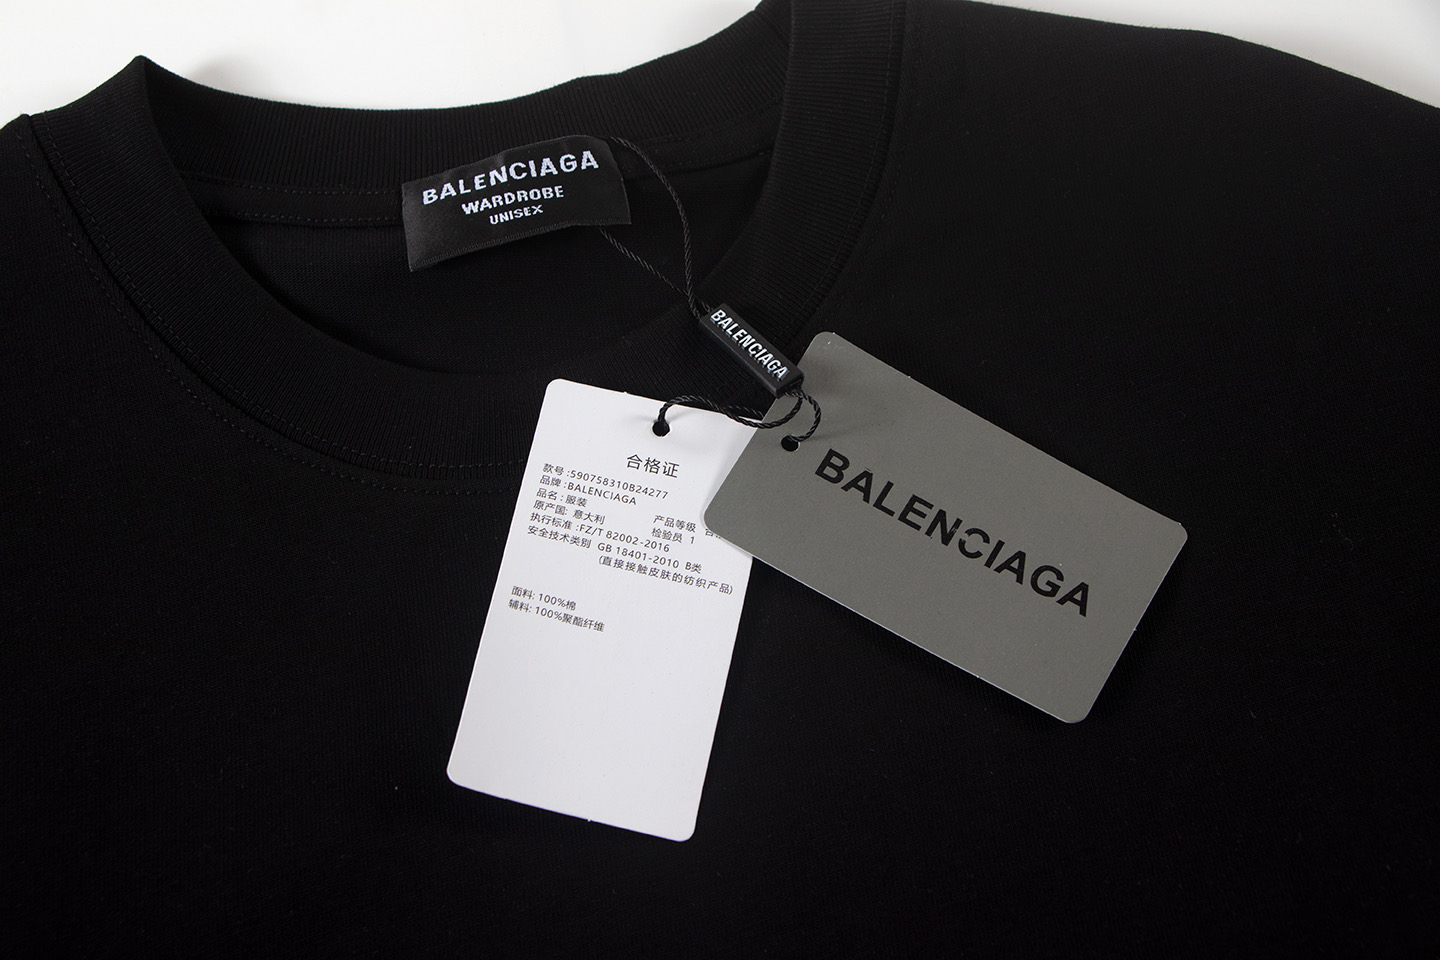 BALENCIAGA
WARDROBE
UNISEX
BALENCIAGA
BALENCIAGA
合格证
款号:590758310B24277
品牌:BALENCIAGA
品名:服装
原产国: 意大利 产品等级
执行标准:FZ/T 82002-2016 检验员 1
安全技术类别 GB 18401-2010 B类
(直接接触皮肤的纺织产品)
面料: 100%棉
辅料: 100%聚酯纤维